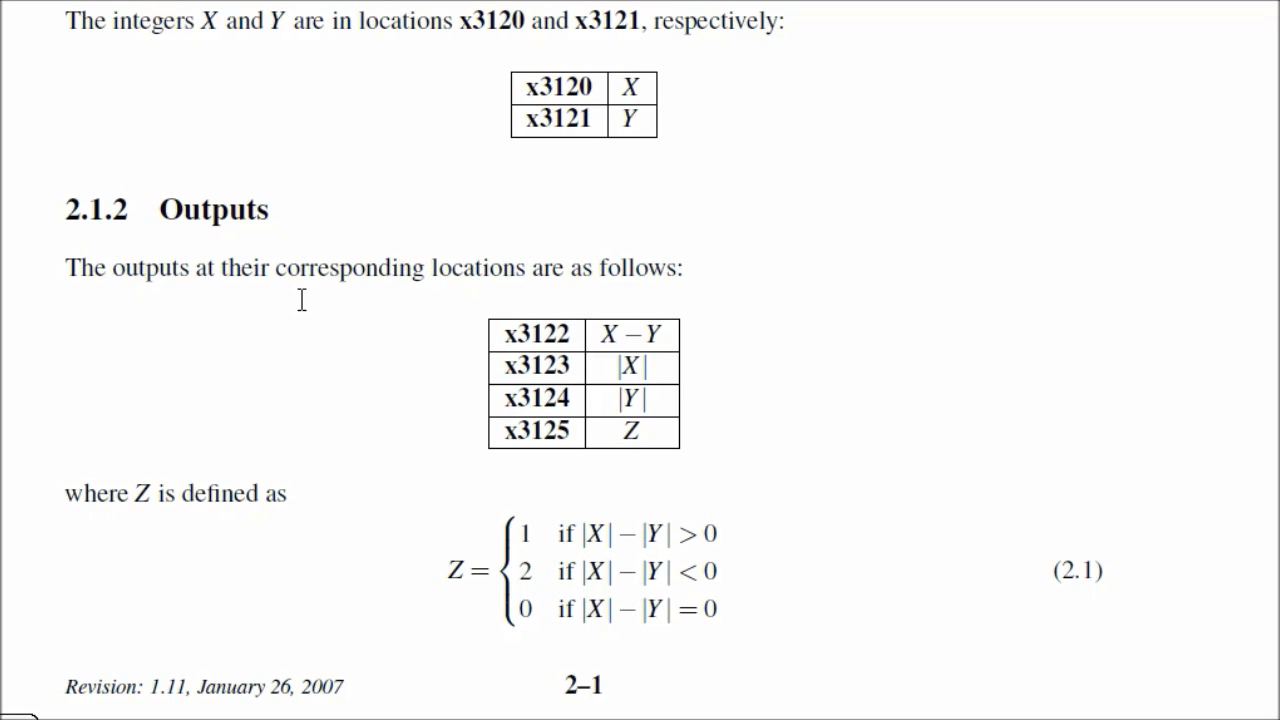 The integers X and Y are in locations x3120 and x3121, respectively:
x3120 X
x3121 Y
2.1.2 Outputs
The outputs at their corresponding locations are as follows:
x3122 X − Y
x3123 |X|
x3124 |Y|
x3125 Z
where Z is defined as
1 if |X| − |Y| > 0
Z = { 2 if |X| − |Y| < 0 (2.1)
0 if |X| − |Y| = 0
Revision: 1.11, January 26, 2007 2–1